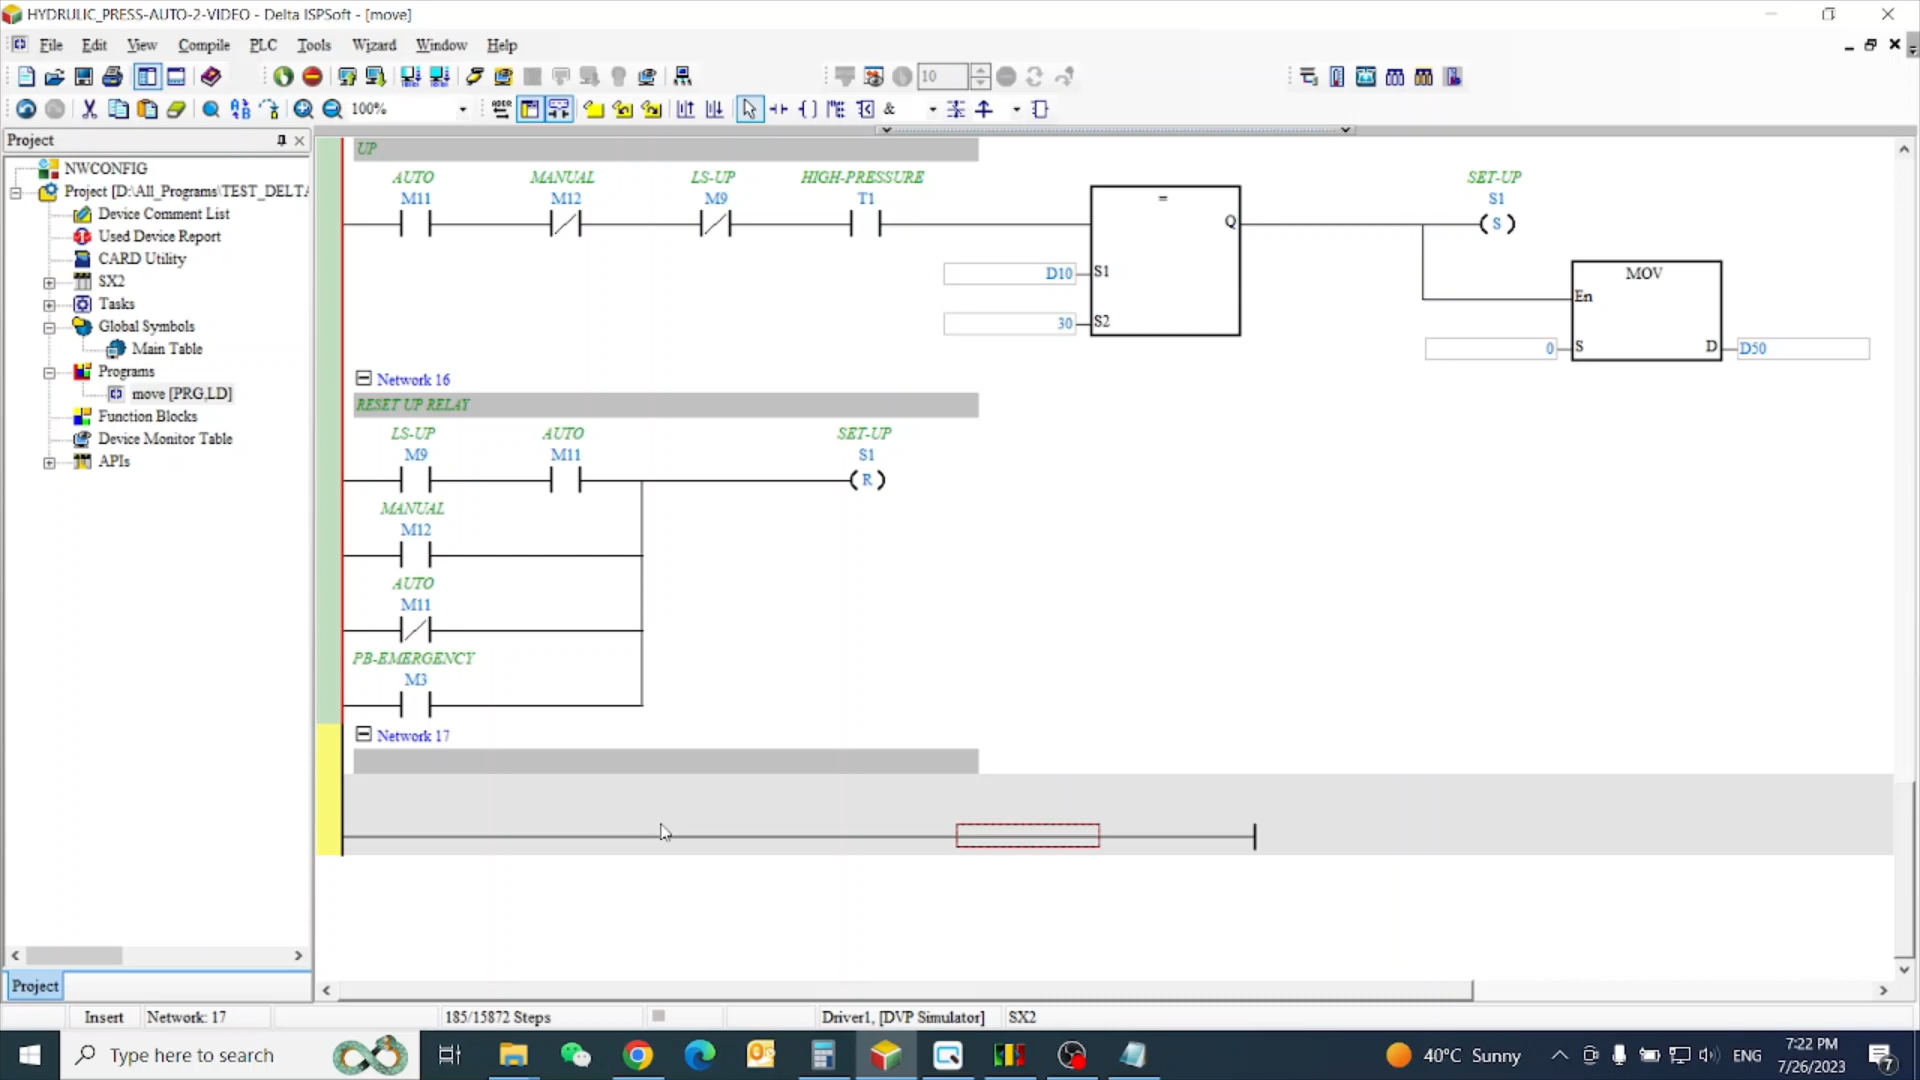 HYDRULIC_PRESS-AUTO-2-VIDEO - Delta ISPSoft - [move]
File Edit View Compile PLC Tools Wizard Window Help
10
100%
&
Project
NWCONFIG
Project [D:\All_Programs\TEST_DELTA
Device Comment List
Used Device Report
CARD Utility
SX2
Tasks
Global Symbols
Main Table
Programs
move [PRG,LD]
Function Blocks
Device Monitor Table
APIs
Project
UP
AUTO MANUAL LS-UP HIGH-PRESSURE SET-UP
M11 M12 M9 T1 = S1
Q S
D10 S1 MOV
En
30 S2
0 S D D50
Network 16
RESET UP RELAY
LS-UP AUTO SET-UP
M9 M11 S1
R
MANUAL
M12
AUTO
M11
PB-EMERGENCY
M3
Network 17
Insert Network: 17 185/15872 Steps Driver1, [DVP Simulator] SX2
Type here to search
40°C Sunny
ENG
7:22 PM
7/26/2023
7